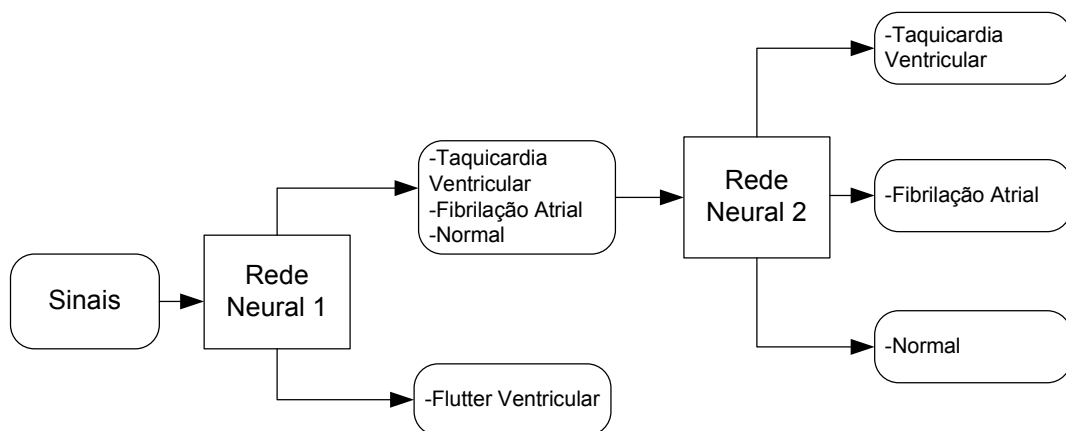 Sinais
Rede
Neural 1
-Taquicardia
Ventricular
-Fibrilação Atrial
-Normal
-Flutter Ventricular
Rede
Neural 2
-Taquicardia
Ventricular
-Fibrilação Atrial
-Normal